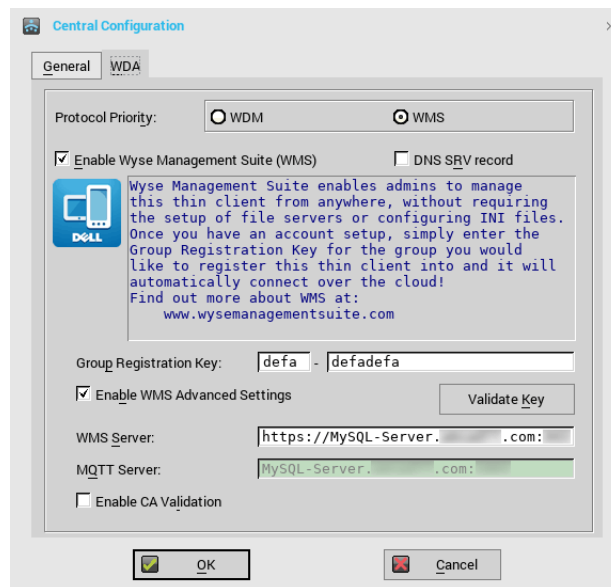 Central Configuration
General WDA
Protocol Priority: WDM WMS
Enable Wyse Management Suite (WMS) DNS SRV record
DELL
Wyse Management Suite enables admins to manage
this thin client from anywhere, without requiring
the setup of file servers or configuring INI files.
Once you have an account setup, simply enter the
Group Registration Key for the group you would
like to register this thin client into and it will
automatically connect over the cloud!
Find out more about WMS at:
www.wysemanagementsuite.com
Group Registration Key: defa - defadefa
Enable WMS Advanced Settings Validate Key
WMS Server: https://MySQL-Server. .com:
MQTT Server: MySQL-Server. .com:
Enable CA Validation
OK Cancel